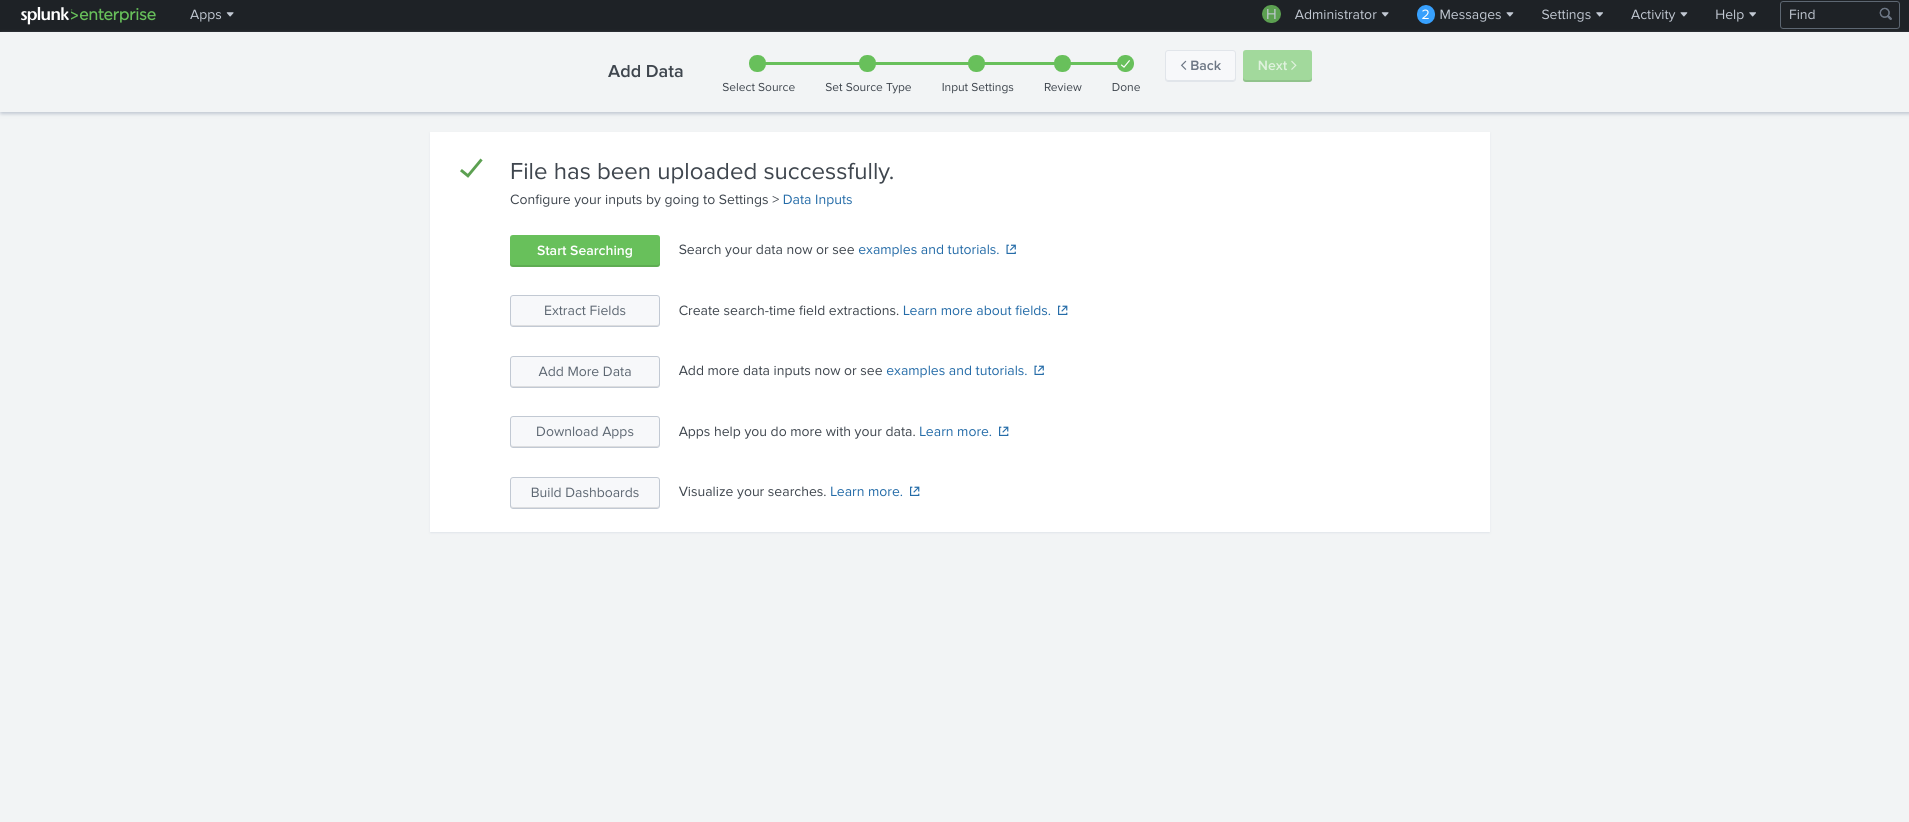 splunk>enterprise Apps H Administrator 2 Messages Settings Activity Help Find
Add Data
Select Source Set Source Type Input Settings Review Done
< Back Next >
File has been uploaded successfully.
Configure your inputs by going to Settings > Data Inputs
Start Searching Search your data now or see examples and tutorials.
Extract Fields Create search-time field extractions. Learn more about fields.
Add More Data Add more data inputs now or see examples and tutorials.
Download Apps Apps help you do more with your data. Learn more.
Build Dashboards Visualize your searches. Learn more.